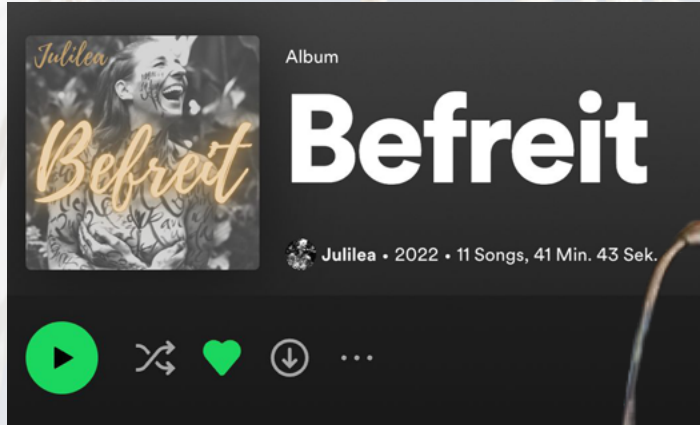 Julilea
Befreit
Album
Befreit
Julilea • 2022 • 11 Songs, 41 Min. 43 Sek.